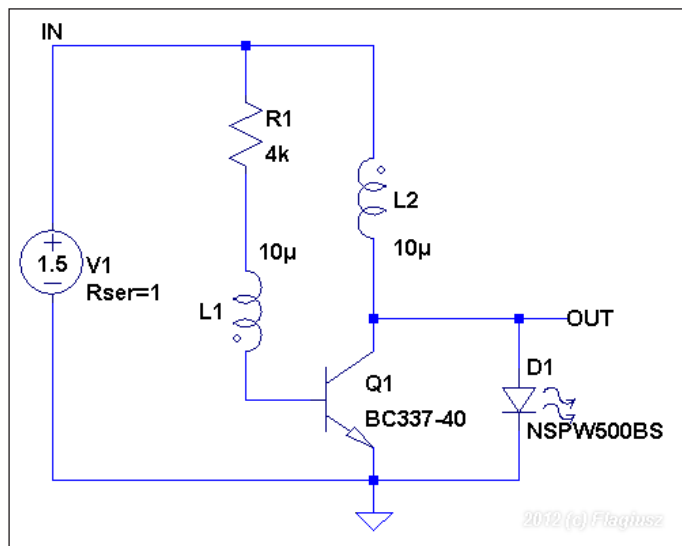 IN
R1
4k
L2
10µ
10µ
1.5
V1
Rser=1
L1
OUT
D1
Q1
BC337-40
NSPW500BS
2012 (c) Flagiusz